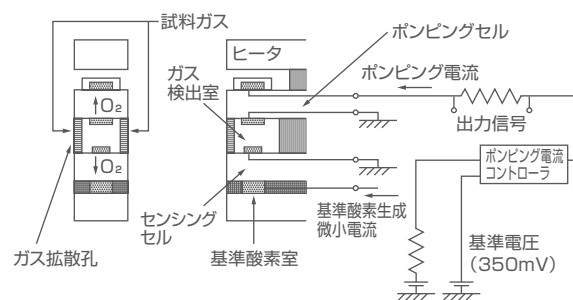 試料ガス
ヒータ
ポンピングセル
ガス
検出室
ポンピング電流
O₂
出力信号
O₂
ポンピング電流
コントローラ
センシング
セル
基準酸素生成
微小電流
基準電圧
(350mV)
ガス拡散孔
基準酸素室